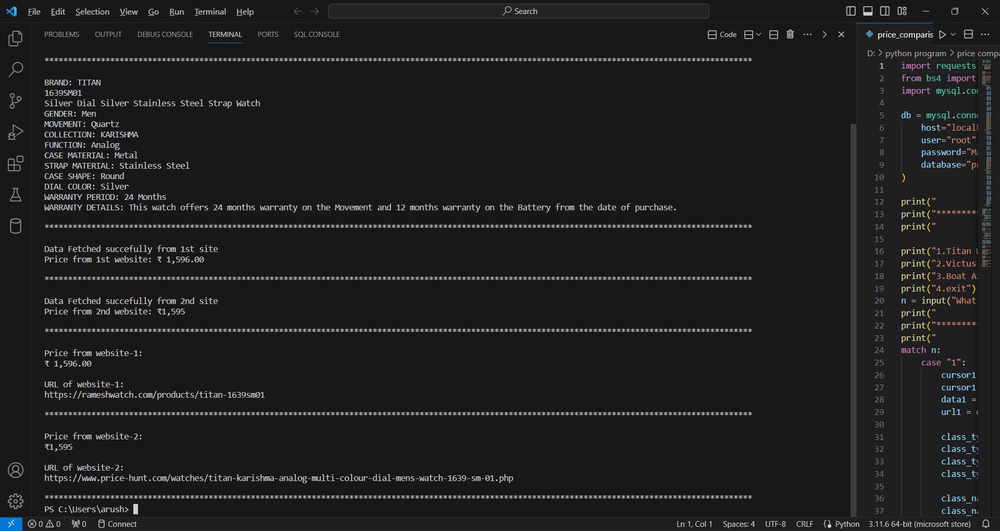 File Edit Selection View Go Run Terminal Help
Search
PROBLEMS OUTPUT DEBUG CONSOLE TERMINAL PORTS SQL CONSOLE
Code
***************************************************************************************************************************************************
BRAND: TITAN
1639SM01
Silver Dial Silver Stainless Steel Strap Watch
GENDER: Men
MOVEMENT: Quartz
COLLECTION: KARISHMA
FUNCTION: Analog
CASE MATERIAL: Metal
STRAP MATERIAL: Stainless Steel
CASE SHAPE: Round
DIAL COLOR: Silver
WARRANTY PERIOD: 24 Months
WARRANTY DETAILS: This watch offers 24 months warranty on the Movement and 12 months warranty on the Battery from the date of purchase.
***************************************************************************************************************************************************
Data Fetched succefully from 1st site
Price from 1st website: ₹ 1,596.00
***************************************************************************************************************************************************
Data Fetched succefully from 2nd site
Price from 2nd website: ₹1,595
***************************************************************************************************************************************************
Price from website-1:
₹ 1,596.00
URL of website-1:
https://rameshwatch.com/products/titan-1639sm01
***************************************************************************************************************************************************
Price from website-2:
₹1,595
URL of website-2:
https://www.price-hunt.com/watches/titan-karishma-analog-multi-colour-dial-mens-watch-1639-sm-01.php
***************************************************************************************************************************************************
PS C:\Users\arush>
price_comparis
D: > python program > price compa
1 import requests
2 from bs4 import
3 import mysql.con
4
5 db = mysql.conne
6 host="localh
7 user="root"
8 password="Ma
9 database="pr
10 )
11
12 print("
13 print("*********
14 print("
15
16 print("1.Titan W
17 print("2.Victus
18 print("3.Boat Ai
19 print("4.exit")
20 n = input("What
21 print("
22 print("*********
23 print("
24 match n:
25 case "1":
26 cursor1
27 cursor1
28 data1 =
29 url1 =
30
31 class_ty
32 class_ty
33 class_ty
34 class_ty
35
36 class_na
37 class_na
0 0 0 Connect
Ln 1, Col 1 Spaces: 4 UTF-8 CRLF Python 3.11.6 64-bit (microsoft store)